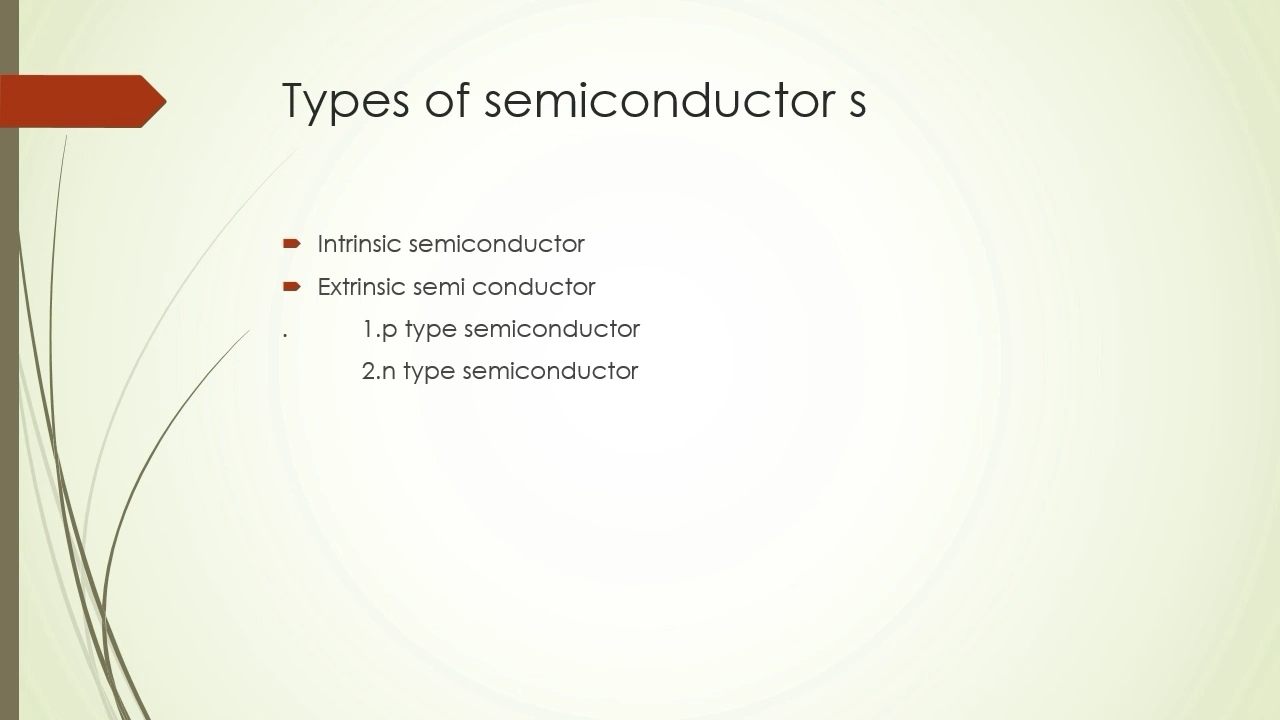 Types of semiconductor s
Intrinsic semiconductor
Extrinsic semi conductor
. 1.p type semiconductor
2.n type semiconductor